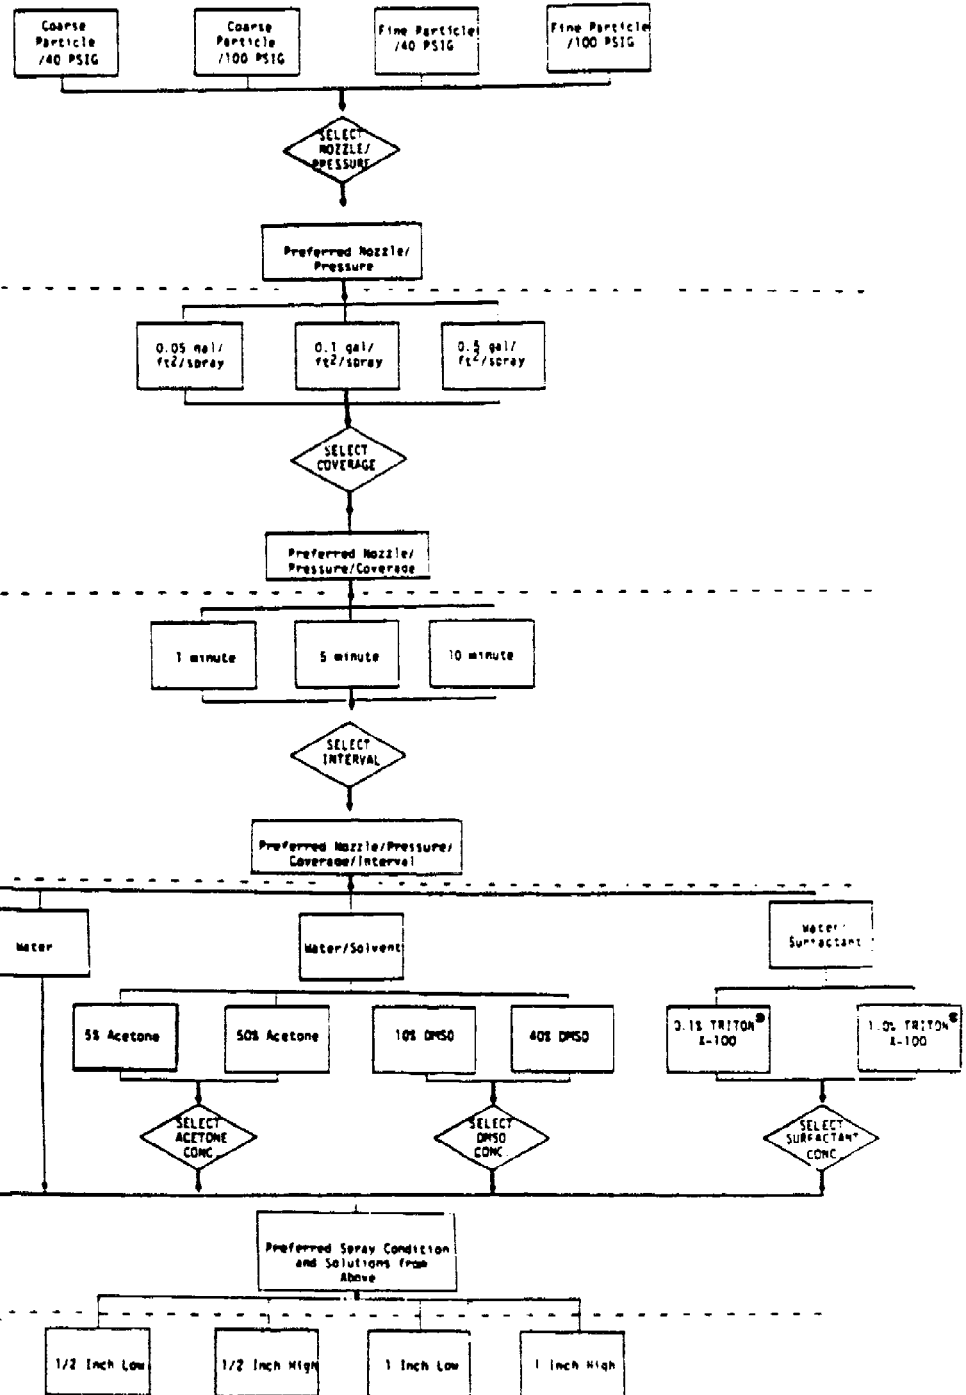 Coarse
Particle
/40 PSIG
Coarse
Particle
/100 PSIG
Fine Particle
/40 PSIG
Fine Particle
/100 PSIG
SELECT
NOZZLE/
PRESSURE
Preferred Nozzle/
Pressure
0.05 gal/
ft2/spray
0.1 gal/
ft2/spray
0.5 gal/
ft2/spray
SELECT
COVERAGE
Preferred Nozzle/
Pressure/Coverage
1 minute
5 minute
10 minute
SELECT
INTERVAL
Preferred Nozzle/Pressure/
Coverage/Interval
Water
Water/Solvent
Water/
Surfactant
5% Acetone
50% Acetone
10% DMSO
40% DMSO
0.1% TRITON®
X-100
1.0% TRITON®
X-100
SELECT
ACETONE
CONC
SELECT
DMSO
CONC
SELECT
SURFACTANT
CONC
Preferred Spray Condition
and Solutions from
Above
1/2 Inch Low
1/2 Inch High
1 Inch Low
1 Inch High